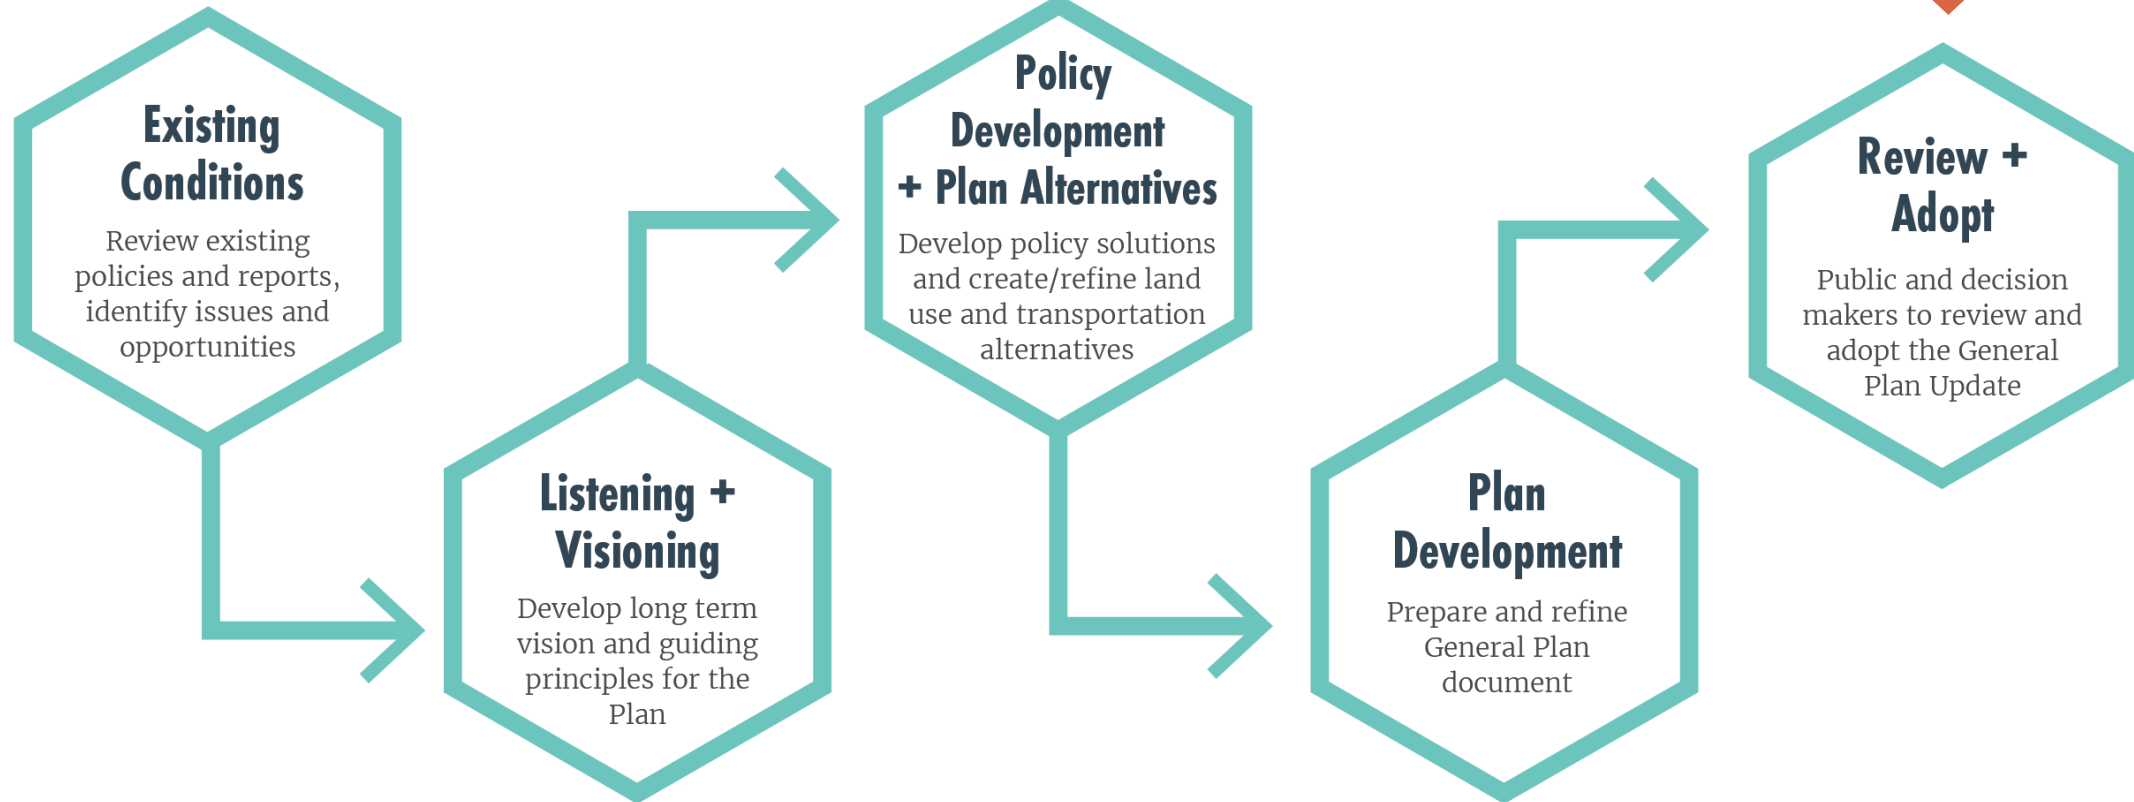 Existing
Conditions
Review existing
policies and reports,
identify issues and
opportunities
Listening +
Visioning
Develop long term
vision and guiding
principles for the
Plan
Policy
Development
+ Plan Alternatives
Develop policy solutions
and create/refine land
use and transportation
alternatives
Plan
Development
Prepare and refine
General Plan
document
Review +
Adopt
Public and decision
makers to review and
adopt the General
Plan Update